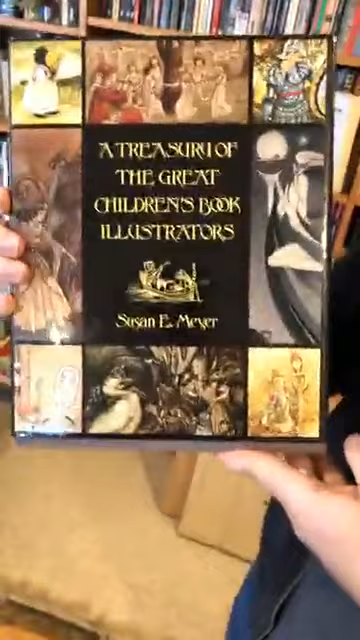 A TREASURY OF
THE GREAT
CHILDREN'S BOOK
ILLUSTRATORS
Susan E. Meyer